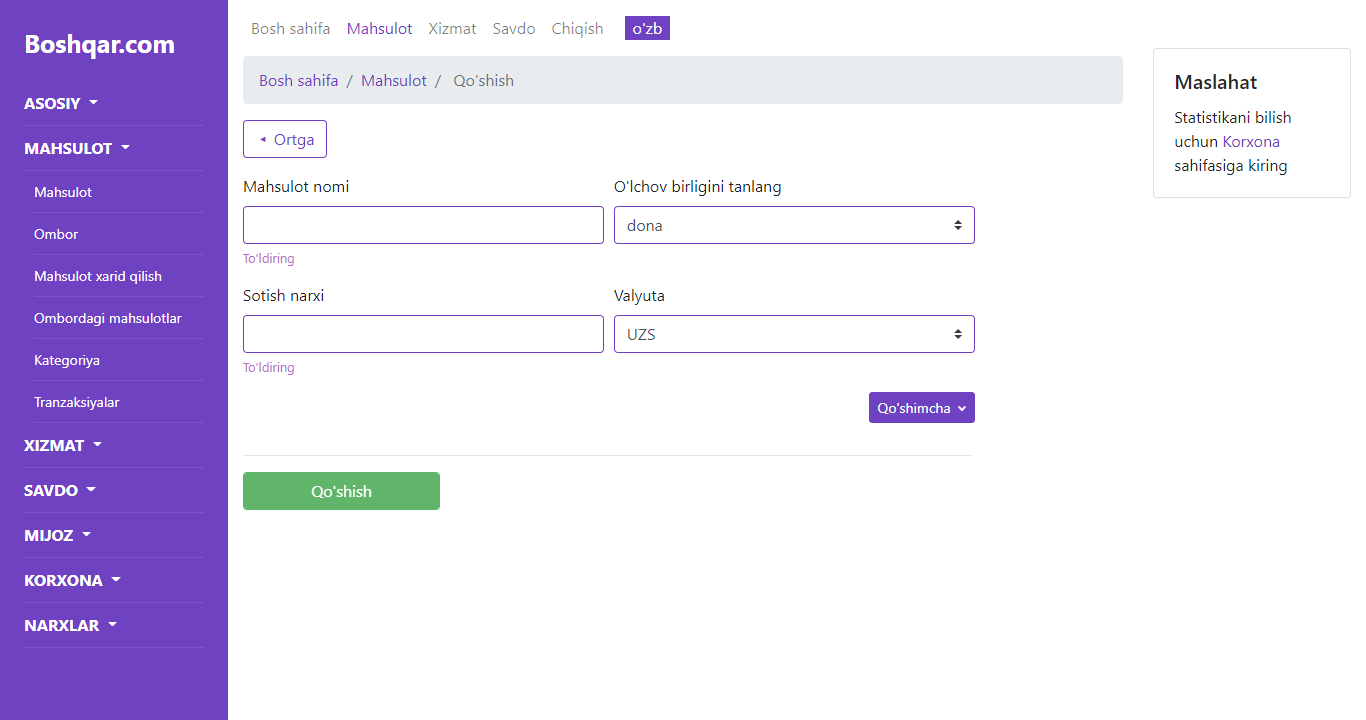 Boshqar.com
ASOSIY
MAHSULOT
Mahsulot
Ombor
Mahsulot xarid qilish
Ombordagi mahsulotlar
Kategoriya
Tranzaksiyalar
XIZMAT
SAVDO
MIJOZ
KORXONA
NARXLAR
Bosh sahifa Mahsulot Xizmat Savdo Chiqish o'zb
Bosh sahifa / Mahsulot / Qo'shish
Ortga
Mahsulot nomi O'lchov birligini tanlang
dona
To'ldiring
Sotish narxi Valyuta
UZS
To'ldiring
Qo'shimcha
Qo'shish
Maslahat
Statistikani bilish
uchun Korxona
sahifasiga kiring